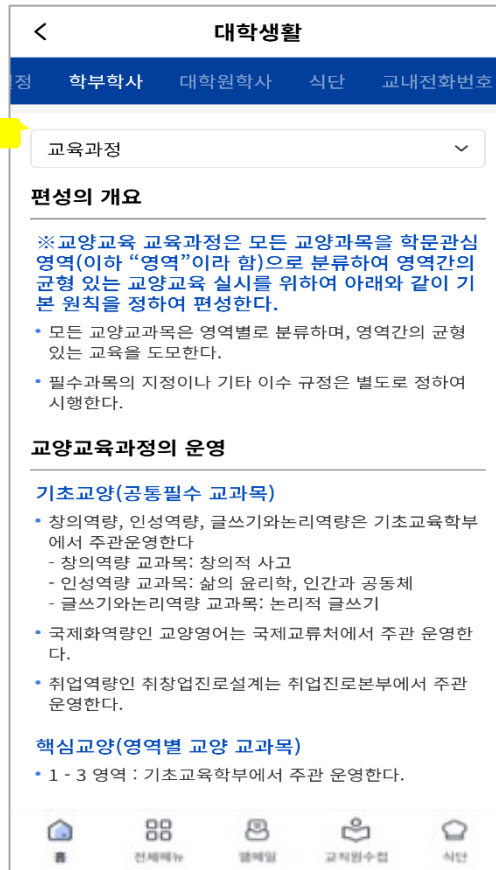 대학생활
정 학부학사 대학원학사 식단 교내전화번호
교육과정
편성의 개요
※교양교육 교육과정은 모든 교양과목을 학문관심
영역(이하 “영역”이라 함)으로 분류하여 영역간의
균형 있는 교양교육 실시를 위하여 아래와 같이 기
본 원칙을 정하여 편성한다.
• 모든 교양교과목은 영역별로 분류하며, 영역간의 균형
있는 교육을 도모한다.
• 필수과목의 지정이나 기타 이수 규정은 별도로 정하여
시행한다.
교양교육과정의 운영
기초교양(공통필수 교과목)
• 창의역량, 인성역량, 글쓰기와논리역량은 기초교육학부
에서 주관운영한다
- 창의역량 교과목: 창의적 사고
- 인성역량 교과목: 삶의 윤리학, 인간과 공동체
- 글쓰기와논리역량 교과목: 논리적 글쓰기
• 국제화역량인 교양영어는 국제교류처에서 주관 운영한
다.
• 취업역량인 취창업진로설계는 취업진로본부에서 주관
운영한다.
핵심교양(영역별 교양 교과목)
• 1 - 3 영역 : 기초교육학부에서 주관 운영한다.
홈 전체메뉴 웹메일 교직원수첩 식단